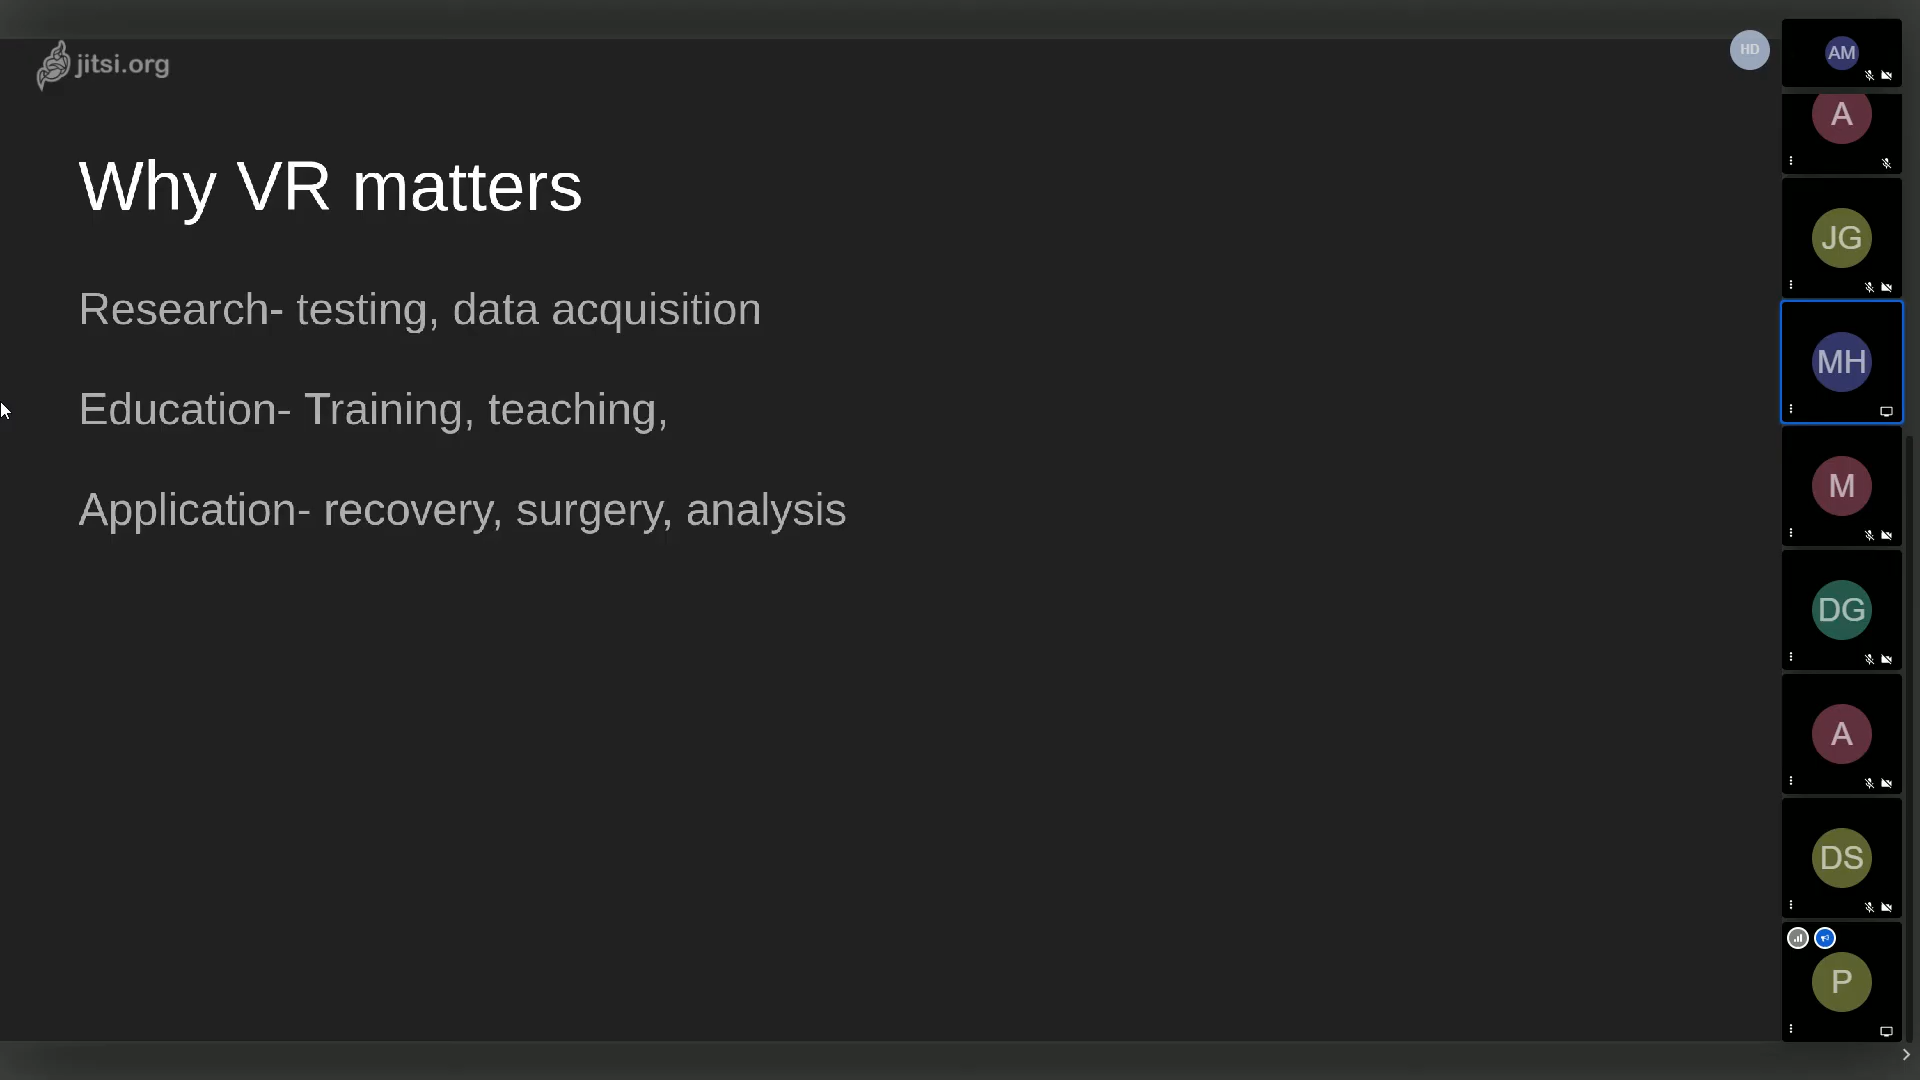 jitsi.org
HD
AM
Why VR matters
Research- testing, data acquisition
Education- Training, teaching,
Application- recovery, surgery, analysis
A
JG
MH
M
DG
A
DS
P